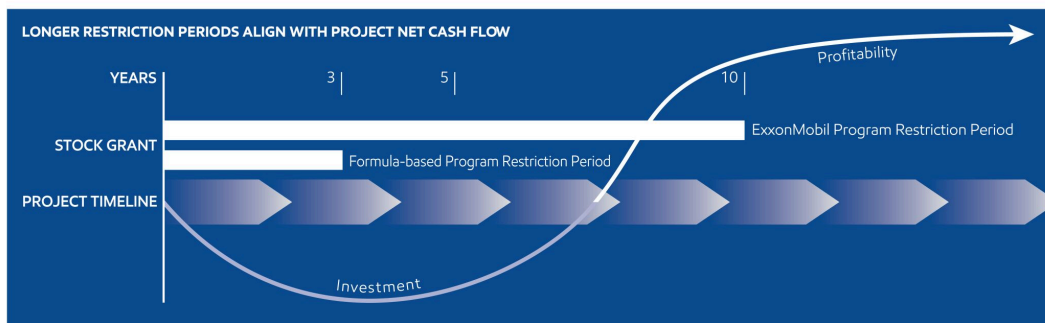 LONGER RESTRICTION PERIODS ALIGN WITH PROJECT NET CASH FLOW
Profitability
YEARS 3 5 10
ExxonMobil Program Restriction Period
STOCK GRANT
Formula-based Program Restriction Period
PROJECT TIMELINE
Investment